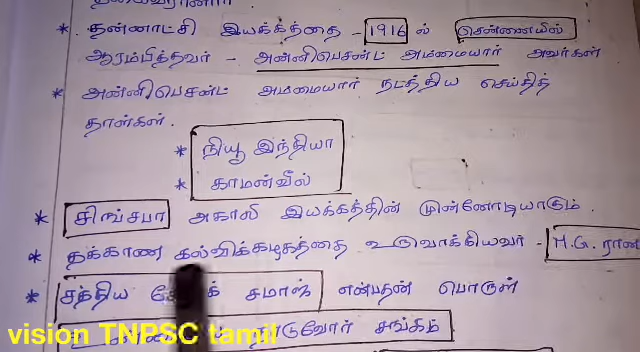 * தன்னாட்சி இயக்கத்தை - 1916 ல் சென்னையில்
ஆரம்பித்தவர் - அன்னிபெசன்ட் அம்மையார் அவர்கள்
* அன்னிபெசன்ட் அம்மையார் நடத்திய செய்தித்
தாள்கள்.
* நியூ இந்தியா
* காமன்வீல்
* சிங்சபா அகாலி இயக்கத்தின் முன்னோடியாகும்.
* தக்காண கல்விக்கழகத்தை உருவாக்கியவர் - M.G. ரான
* சத்திய சமாஜ் என்பதன் பொருள்
நாடுவோர் சங்கம்
vision TNPSC tamil